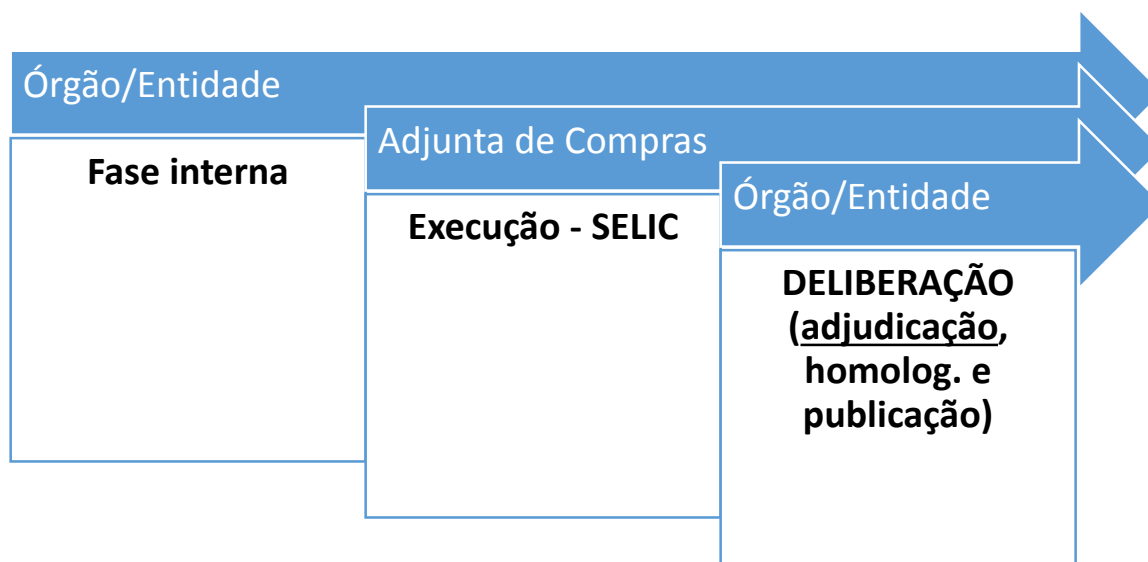 Órgão/Entidade
Fase interna
Adjunta de Compras
Execução - SELIC
Órgão/Entidade
DELIBERAÇÃO
(adjudicação,
homolog. e
publicação)